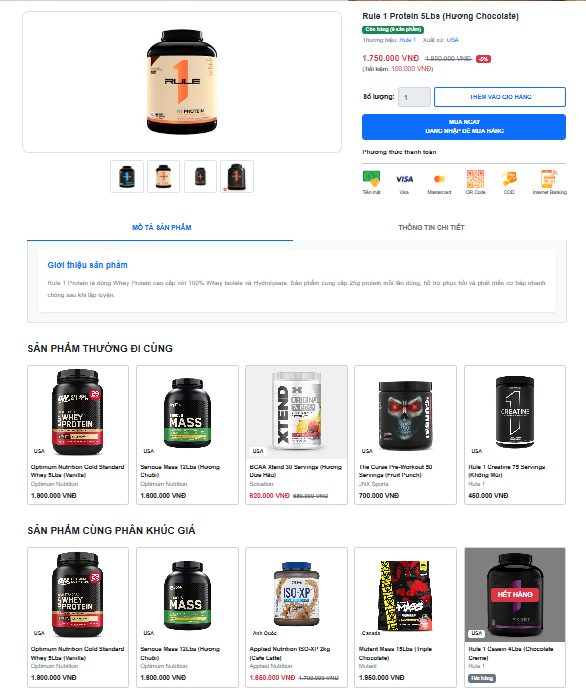 Rule 1 Protein 5Lbs (Hương Chocolate)
Còn hàng (8 sản phẩm)
Thương hiệu: Rule 1 Xuất xứ: USA
1.750.000 VNĐ 1.850.000 VNĐ -5%
(Tiết kiệm: 100.000 VNĐ)
Số lượng: 1 THÊM VÀO GIỎ HÀNG
MUA NGAY
ĐĂNG NHẬP ĐỂ MUA HÀNG
Phương thức thanh toán
Tiền mặt Visa Mastercard QR Code COD Internet Banking
RULE
1
PROTEIN
MÔ TẢ SẢN PHẨM THÔNG TIN CHI TIẾT
Giới thiệu sản phẩm
Rule 1 Protein là dòng Whey Protein cao cấp với 100% Whey Isolate và Hydrolysate. Sản phẩm cung cấp 25g protein mỗi lần dùng, hỗ trợ phục hồi và phát triển cơ bắp nhanh
chóng sau khi tập luyện.
SẢN PHẨM THƯỜNG ĐI CÙNG
WHEY PROTEIN
SERIOUS MASS
XTEND ORIGINAL
THE CURSE!
1 CREATINE
USA USA USA USA USA
Optimum Nutrition Gold Standard Whey 5Lbs (Vanilla)
Optimum Nutrition
1.900.000 VNĐ
Serious Mass 12Lbs (Hương Chuối)
Optimum Nutrition
1.600.000 VNĐ
BCAA Xtend 30 Servings (Hương Dưa Hấu)
Scivation
620.000 VNĐ 650.000 VNĐ
The Curse Pre-Workout 50 Servings (Fruit Punch)
JNX Sports
700.000 VNĐ
Rule 1 Creatine 75 Servings (Không Mùi)
Rule 1
450.000 VNĐ
SẢN PHẨM CÙNG PHÂN KHÚC GIÁ
WHEY PROTEIN
SERIOUS MASS
ISO-XP
MASS
HẾT HÀNG
USA USA Anh Quốc Canada USA
Optimum Nutrition Gold Standard Whey 5Lbs (Vanilla)
Optimum Nutrition
1.900.000 VNĐ
Serious Mass 12Lbs (Hương Chuối)
Optimum Nutrition
1.600.000 VNĐ
Applied Nutrition ISO-XP 2kg (Cafe Latte)
Applied Nutrition
1.650.000 VNĐ 1.700.000 VNĐ
Mutant Mass 15Lbs (Triple Chocolate)
Mutant
1.950.000 VNĐ
Rule 1 Casein 4Lbs (Chocolate Creme)
Rule 1
Hết hàng